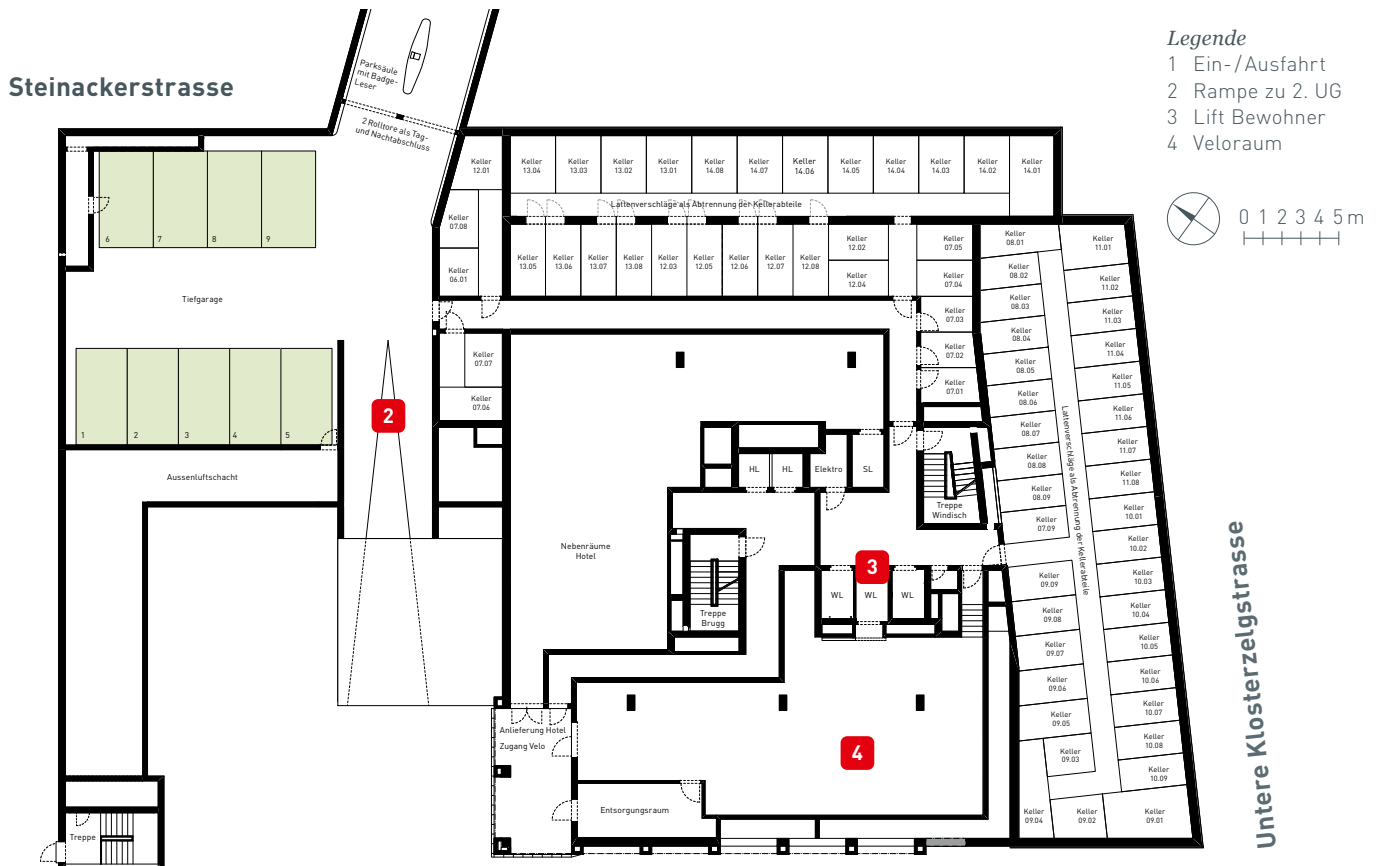 Steinackerstrasse
Parksäule
mit Badge-
Leser
2 Rolltore als Tag-
und Nachtabschluss
Legende
1 Ein-/Ausfahrt
2 Rampe zu 2. UG
3 Lift Bewohner
4 Veloraum
0 1 2 3 4 5 m
6
7
8
9
Tiefgarage
1
2
3
4
5
Aussenluftschacht
2
Treppe
Keller
12.01
Keller
07.08
Keller
06.01
Keller
07.07
Keller
07.06
Keller
13.04
Keller
13.03
Keller
13.02
Keller
13.01
Keller
14.08
Keller
14.07
Keller
14.06
Keller
14.05
Keller
14.04
Keller
14.03
Keller
14.02
Keller
14.01
Lattenverschläge als Abtrennung der Kellerabteile
Keller
13.05
Keller
13.06
Keller
13.07
Keller
13.08
Keller
12.03
Keller
12.05
Keller
12.06
Keller
12.07
Keller
12.08
Keller
12.02
Keller
12.04
Keller
07.05
Keller
07.04
Keller
07.03
Keller
07.02
Keller
07.01
Keller
08.01
Keller
08.02
Keller
08.03
Keller
08.04
Keller
08.05
Keller
08.06
Keller
08.07
Keller
08.08
Keller
08.09
Keller
07.09
Keller
09.09
Keller
09.08
Keller
09.07
Keller
09.06
Keller
09.05
Keller
09.03
Keller
09.04
Keller
09.02
Keller
09.01
Lattenverschläge als Abtrennung der Kellerabteile
Keller
11.01
Keller
11.02
Keller
11.03
Keller
11.04
Keller
11.05
Keller
11.06
Keller
11.07
Keller
11.08
Keller
10.01
Keller
10.02
Keller
10.03
Keller
10.04
Keller
10.05
Keller
10.06
Keller
10.07
Keller
10.08
Keller
10.09
HL
HL
Elektro
SL
Treppe
Windisch
Nebenräume
Hotel
Treppe
Brugg
3
WL
WL
WL
Anlieferung Hotel
Zugang Velo
4
Entsorgungsraum
Untere Klosterzelgstrasse